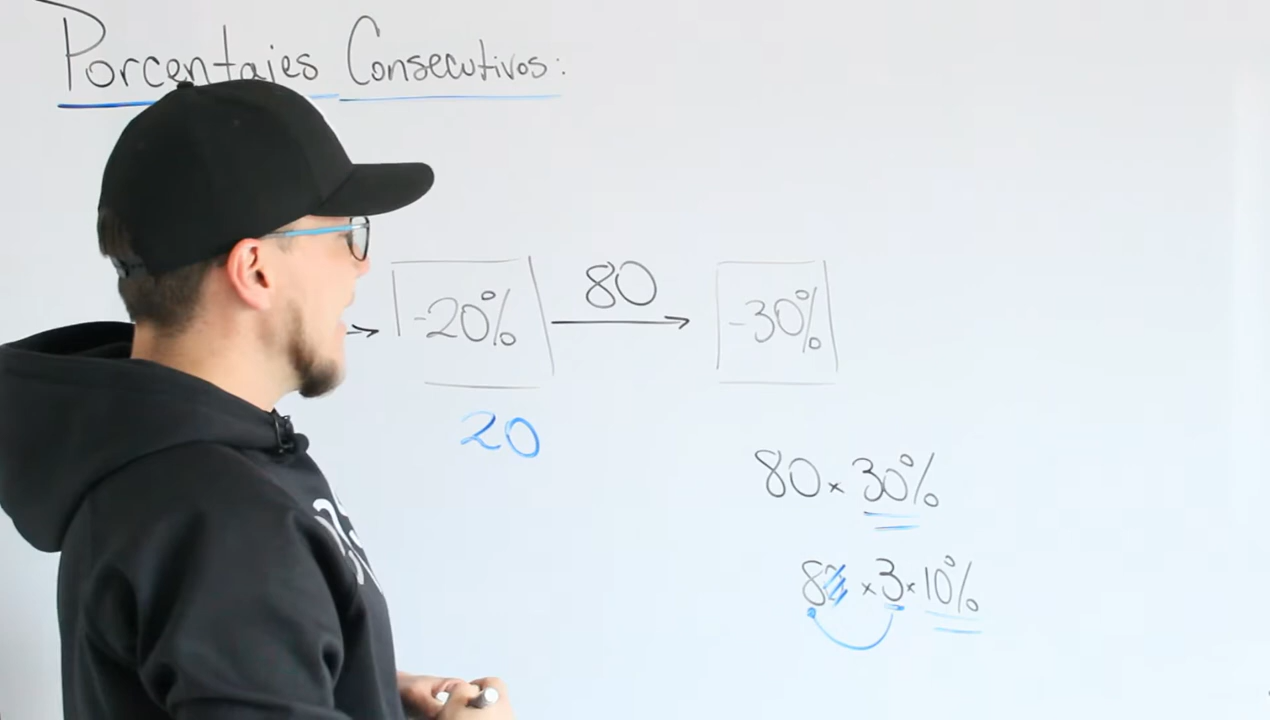 Porcentajes Consecutivos:
-20% 80 -30%
20
80 × 30%
80 × 3 × 10%